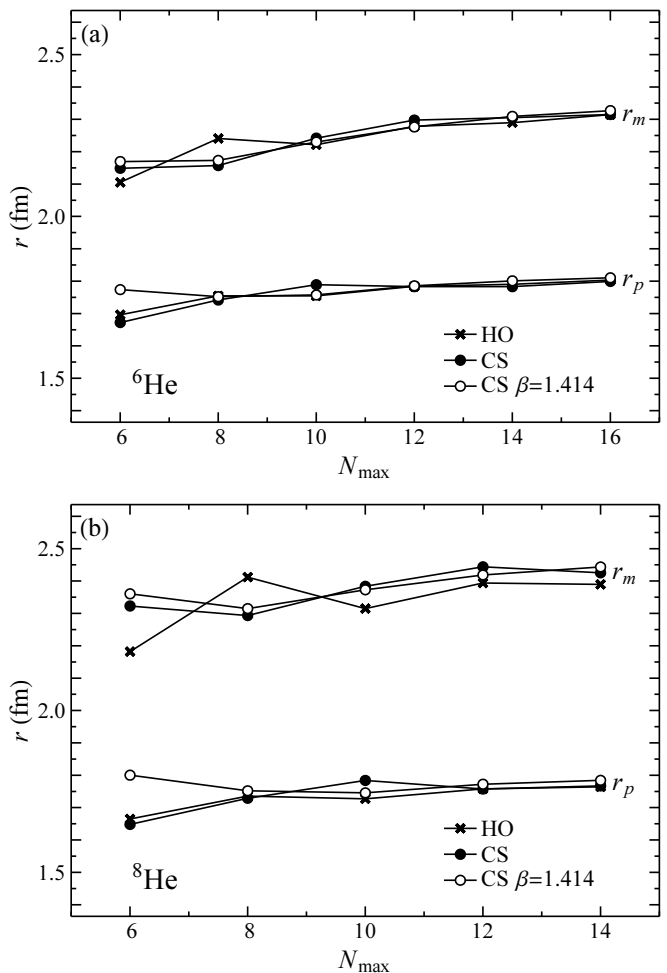 (a)
2.5
r_m
2.0
r (fm)
r_p
HO
1.5
CS
⁶He
CS β=1.414
6 8 10 12 14 16
N_max
(b)
2.5
r_m
r (fm)
2.0
r_p
HO
1.5
CS
⁸He
CS β=1.414
6 8 10 12 14
N_max